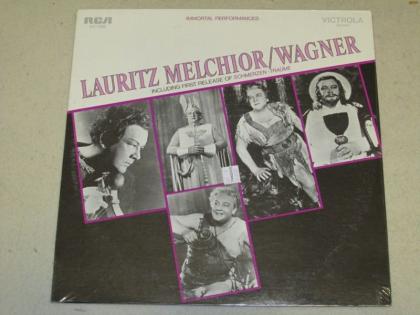 RCA
IMMORTAL PERFORMANCES
VICTROLA
LAURITZ MELCHIOR/WAGNER
INCLUDING FIRST RELEASE OF SCHMERZEN · TRÄUME